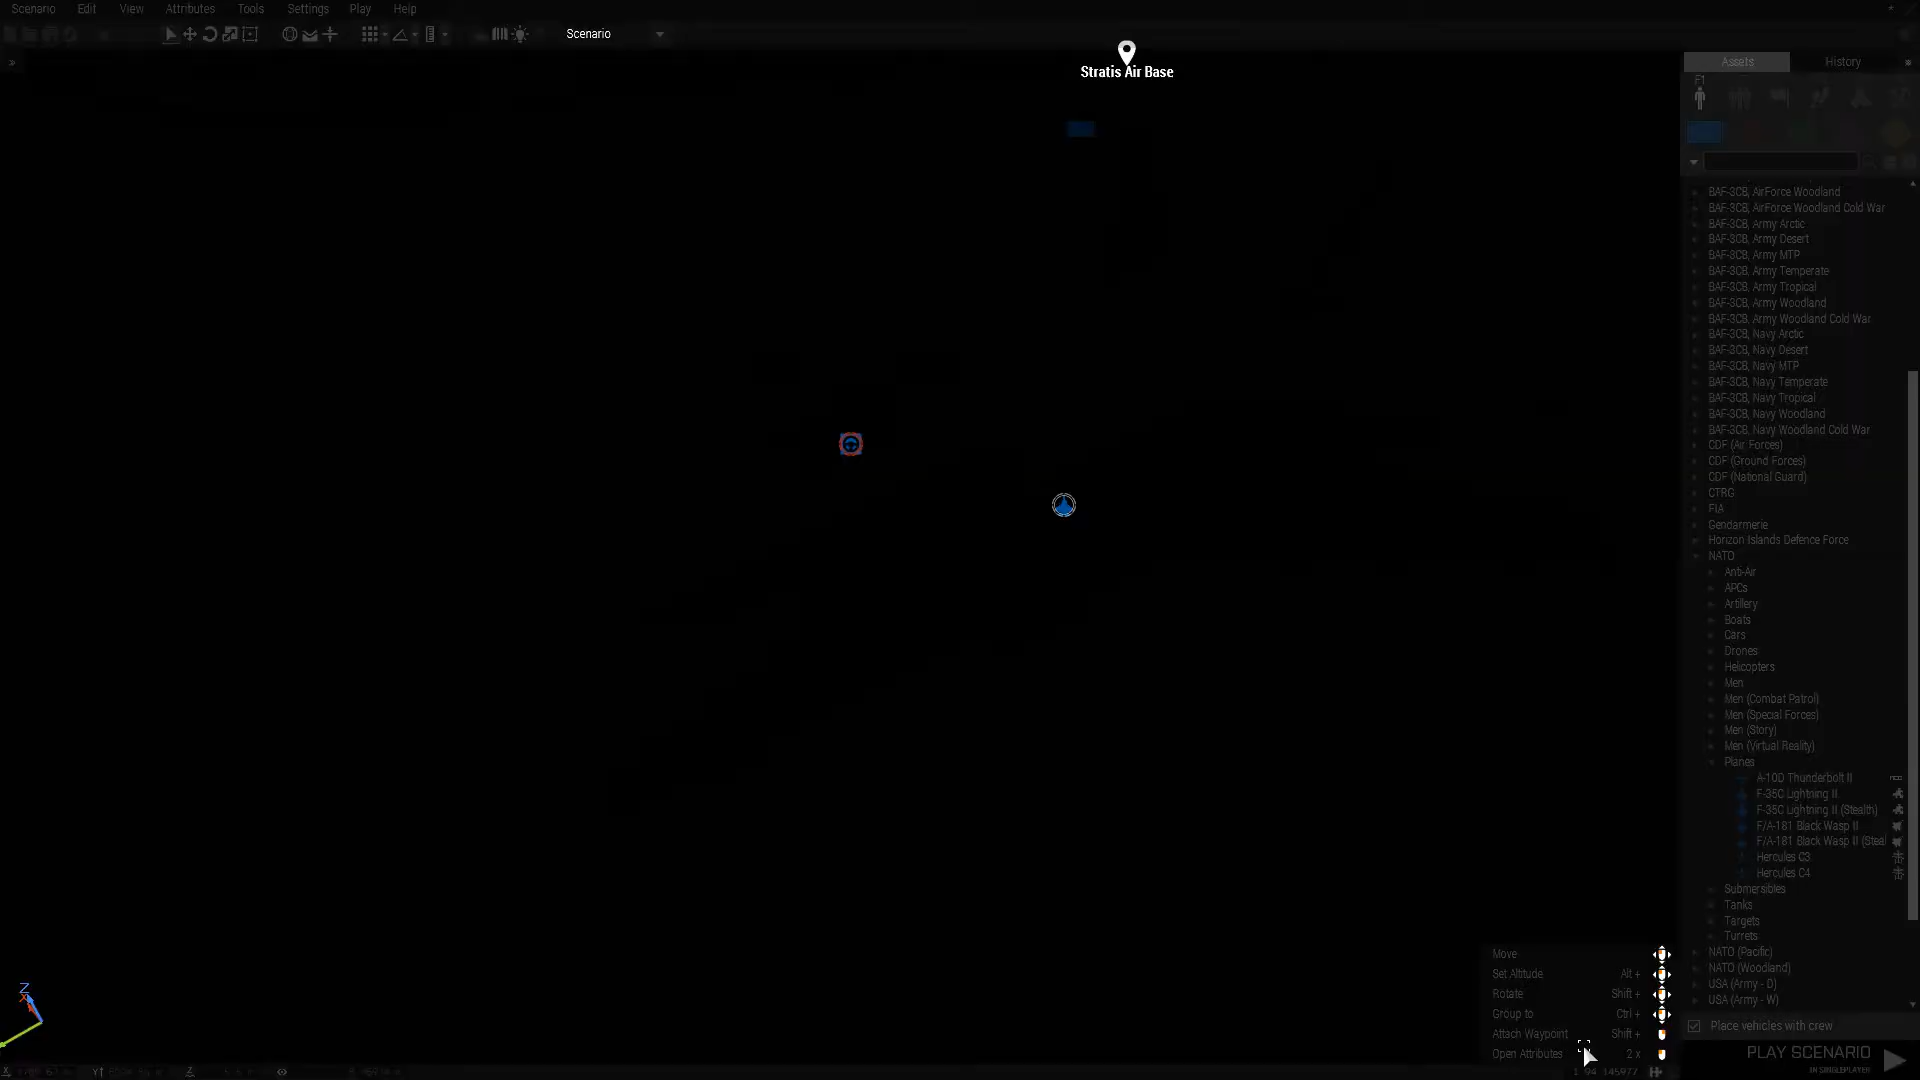 Scenario Edit View Attributes Tools Settings Play Help
Scenario
Stratis Air Base
Assets History
F1
BAF-3CB, AirForce Woodland
BAF-3CB, AirForce Woodland Cold War
BAF-3CB, Army Arctic
BAF-3CB, Army Desert
BAF-3CB, Army MTP
BAF-3CB, Army Temperate
BAF-3CB, Army Tropical
BAF-3CB, Army Woodland
BAF-3CB, Army Woodland Cold War
BAF-3CB, Navy Arctic
BAF-3CB, Navy Desert
BAF-3CB, Navy MTP
BAF-3CB, Navy Temperate
BAF-3CB, Navy Tropical
BAF-3CB, Navy Woodland
BAF-3CB, Navy Woodland Cold War
CDF (Air Forces)
CDF (Ground Forces)
CDF (National Guard)
CTRG
FIA
Gendarmerie
Horizon Islands Defence Force
NATO
Anti-Air
APCs
Artillery
Boats
Cars
Drones
Helicopters
Men
Men (Combat Patrol)
Men (Special Forces)
Men (Story)
Men (Virtual Reality)
Planes
A-10D Thunderbolt II
F-35C Lightning II
F-35C Lightning II (Stealth)
F/A-181 Black Wasp II
F/A-181 Black Wasp II (Steal
Hercules C3
Hercules C4
Submersibles
Tanks
Targets
Turrets
NATO (Pacific)
NATO (Woodland)
USA (Army - D)
USA (Army - W)
Place vehicles with crew
PLAY SCENARIO
IN SINGLEPLAYER
Move
Set Altitude Alt +
Rotate Shift +
Group to Ctrl +
Attach Waypoint Shift +
Open Attributes 2 x
Z
X